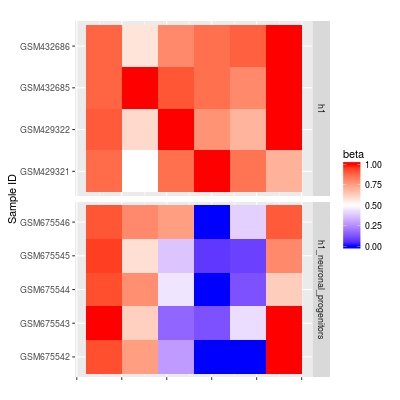 GSM432686
GSM432685
GSM429322
GSM429321
h1
GSM675546
GSM675545
GSM675544
GSM675543
GSM675542
h1_neuronal_progenitors
Sample ID
beta
1.00
0.75
0.50
0.25
0.00